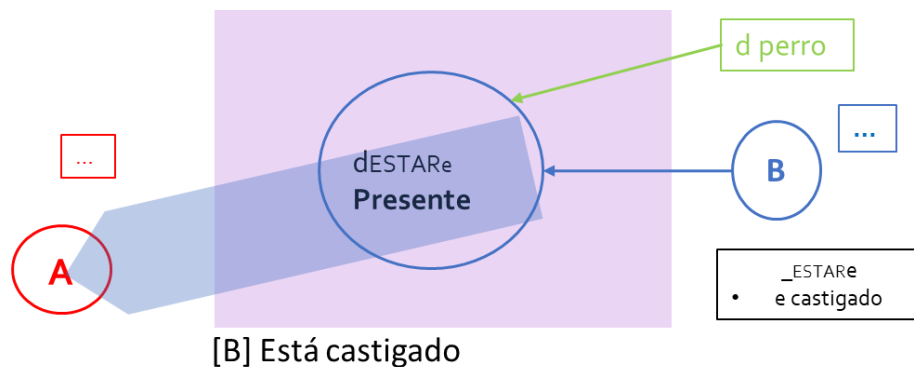 d perro
...
...
dESTARe
Presente
B
A
_ESTARe
• e castigado
[B] Está castigado